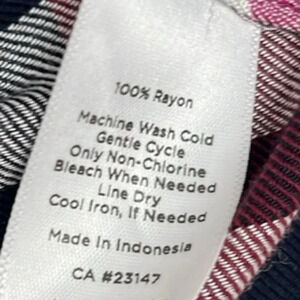 100% Rayon
Machine Wash Cold
Gentle Cycle
Only Non-Chlorine
Bleach When Needed
Line Dry
Cool Iron, If Needed
Made In Indonesia
CA #23147